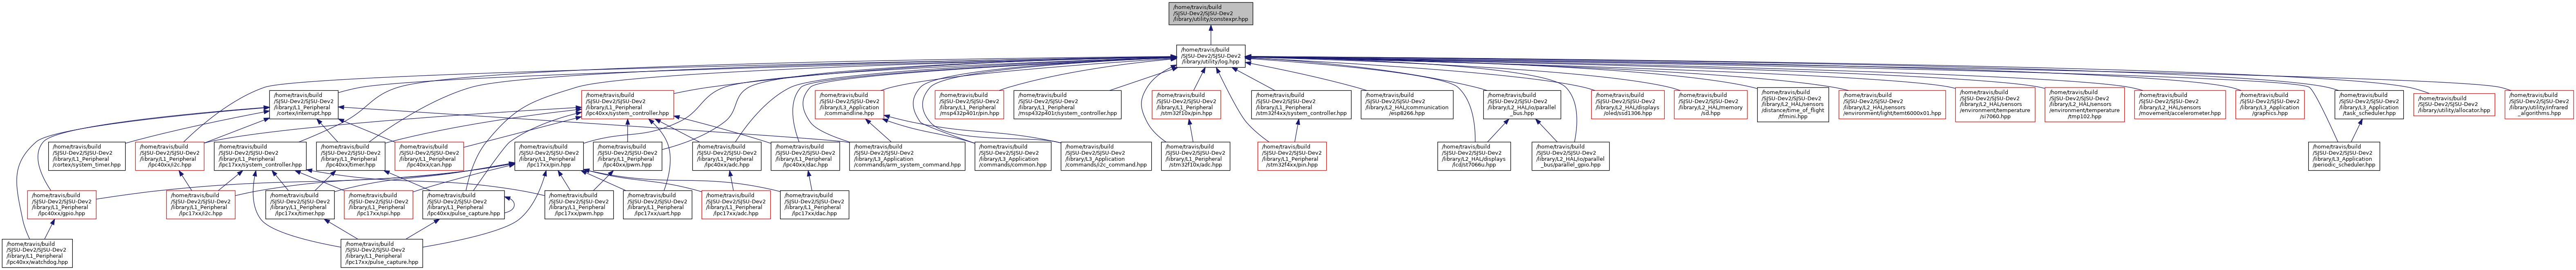 /home/travis/build
/SJSU-Dev2/SJSU-Dev2
/library/utility/constexpr.hpp
/home/travis/build
/SJSU-Dev2/SJSU-Dev2
/library/utility/log.hpp
/home/travis/build
/SJSU-Dev2/SJSU-Dev2
/library/L1_Peripheral
/cortex/interrupt.hpp
/home/travis/build
/SJSU-Dev2/SJSU-Dev2
/library/L1_Peripheral
/lpc40xx/system_controller.hpp
/home/travis/build
/SJSU-Dev2/SJSU-Dev2
/library/L3_Application
/commandline.hpp
/home/travis/build
/SJSU-Dev2/SJSU-Dev2
/library/L1_Peripheral
/msp432p401r/pin.hpp
/home/travis/build
/SJSU-Dev2/SJSU-Dev2
/library/L1_Peripheral
/msp432p401r/system_controller.hpp
/home/travis/build
/SJSU-Dev2/SJSU-Dev2
/library/L1_Peripheral
/stm32f10x/pin.hpp
/home/travis/build
/SJSU-Dev2/SJSU-Dev2
/library/L1_Peripheral
/stm32f4xx/system_controller.hpp
/home/travis/build
/SJSU-Dev2/SJSU-Dev2
/library/L2_HAL/communication
/esp8266.hpp
/home/travis/build
/SJSU-Dev2/SJSU-Dev2
/library/L2_HAL/io/parallel
_bus.hpp
/home/travis/build
/SJSU-Dev2/SJSU-Dev2
/library/L2_HAL/displays
/oled/ssd1306.hpp
/home/travis/build
/SJSU-Dev2/SJSU-Dev2
/library/L2_HAL/memory
/sd.hpp
/home/travis/build
/SJSU-Dev2/SJSU-Dev2
/library/L2_HAL/sensors
/distance/time_of_flight
/tfmini.hpp
/home/travis/build
/SJSU-Dev2/SJSU-Dev2
/library/L2_HAL/sensors
/environment/light/temt6000x01.hpp
/home/travis/build
/SJSU-Dev2/SJSU-Dev2
/library/L2_HAL/sensors
/environment/temperature
/si7060.hpp
/home/travis/build
/SJSU-Dev2/SJSU-Dev2
/library/L2_HAL/sensors
/environment/temperature
/tmp102.hpp
/home/travis/build
/SJSU-Dev2/SJSU-Dev2
/library/L2_HAL/sensors
/movement/accelerometer.hpp
/home/travis/build
/SJSU-Dev2/SJSU-Dev2
/library/L3_Application
/graphics.hpp
/home/travis/build
/SJSU-Dev2/SJSU-Dev2
/library/L3_Application
/task_scheduler.hpp
/home/travis/build
/SJSU-Dev2/SJSU-Dev2
/library/utility/allocator.hpp
/home/travis/build
/SJSU-Dev2/SJSU-Dev2
/library/utility/infrared
_algorithms.hpp
/home/travis/build
/SJSU-Dev2/SJSU-Dev2
/library/L1_Peripheral
/cortex/system_timer.hpp
/home/travis/build
/SJSU-Dev2/SJSU-Dev2
/library/L1_Peripheral
/lpc40xx/i2c.hpp
/home/travis/build
/SJSU-Dev2/SJSU-Dev2
/library/L1_Peripheral
/lpc17xx/system_controller.hpp
/home/travis/build
/SJSU-Dev2/SJSU-Dev2
/library/L1_Peripheral
/lpc40xx/timer.hpp
/home/travis/build
/SJSU-Dev2/SJSU-Dev2
/library/L1_Peripheral
/lpc40xx/can.hpp
/home/travis/build
/SJSU-Dev2/SJSU-Dev2
/library/L1_Peripheral
/lpc17xx/pin.hpp
/home/travis/build
/SJSU-Dev2/SJSU-Dev2
/library/L1_Peripheral
/lpc40xx/pwm.hpp
/home/travis/build
/SJSU-Dev2/SJSU-Dev2
/library/L1_Peripheral
/lpc40xx/adc.hpp
/home/travis/build
/SJSU-Dev2/SJSU-Dev2
/library/L1_Peripheral
/lpc40xx/dac.hpp
/home/travis/build
/SJSU-Dev2/SJSU-Dev2
/library/L3_Application
/commands/arm_system_command.hpp
/home/travis/build
/SJSU-Dev2/SJSU-Dev2
/library/L3_Application
/commands/common.hpp
/home/travis/build
/SJSU-Dev2/SJSU-Dev2
/library/L3_Application
/commands/i2c_command.hpp
/home/travis/build
/SJSU-Dev2/SJSU-Dev2
/library/L1_Peripheral
/stm32f10x/adc.hpp
/home/travis/build
/SJSU-Dev2/SJSU-Dev2
/library/L1_Peripheral
/stm32f4xx/pin.hpp
/home/travis/build
/SJSU-Dev2/SJSU-Dev2
/library/L2_HAL/displays
/lcd/st7066u.hpp
/home/travis/build
/SJSU-Dev2/SJSU-Dev2
/library/L2_HAL/io/parallel
_bus/parallel_gpio.hpp
/home/travis/build
/SJSU-Dev2/SJSU-Dev2
/library/L3_Application
/periodic_scheduler.hpp
/home/travis/build
/SJSU-Dev2/SJSU-Dev2
/library/L1_Peripheral
/lpc40xx/gpio.hpp
/home/travis/build
/SJSU-Dev2/SJSU-Dev2
/library/L1_Peripheral
/lpc17xx/i2c.hpp
/home/travis/build
/SJSU-Dev2/SJSU-Dev2
/library/L1_Peripheral
/lpc17xx/timer.hpp
/home/travis/build
/SJSU-Dev2/SJSU-Dev2
/library/L1_Peripheral
/lpc17xx/spi.hpp
/home/travis/build
/SJSU-Dev2/SJSU-Dev2
/library/L1_Peripheral
/lpc40xx/pulse_capture.hpp
/home/travis/build
/SJSU-Dev2/SJSU-Dev2
/library/L1_Peripheral
/lpc17xx/pwm.hpp
/home/travis/build
/SJSU-Dev2/SJSU-Dev2
/library/L1_Peripheral
/lpc17xx/uart.hpp
/home/travis/build
/SJSU-Dev2/SJSU-Dev2
/library/L1_Peripheral
/lpc17xx/adc.hpp
/home/travis/build
/SJSU-Dev2/SJSU-Dev2
/library/L1_Peripheral
/lpc17xx/dac.hpp
/home/travis/build
/SJSU-Dev2/SJSU-Dev2
/library/L1_Peripheral
/lpc40xx/watchdog.hpp
/home/travis/build
/SJSU-Dev2/SJSU-Dev2
/library/L1_Peripheral
/lpc17xx/pulse_capture.hpp